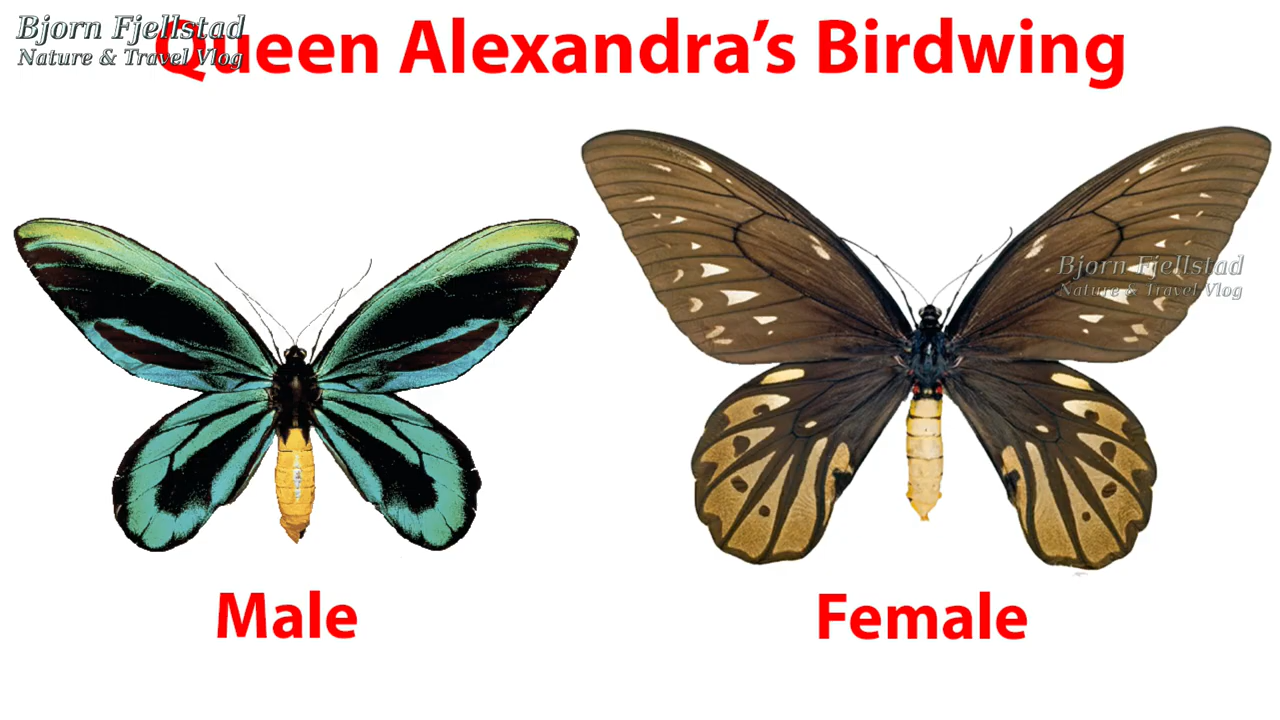 Bjorn Fjellstad
Nature & Travel Vlog
Queen Alexandra’s Birdwing
Bjorn Fjellstad
Nature & Travel Vlog
Male
Female